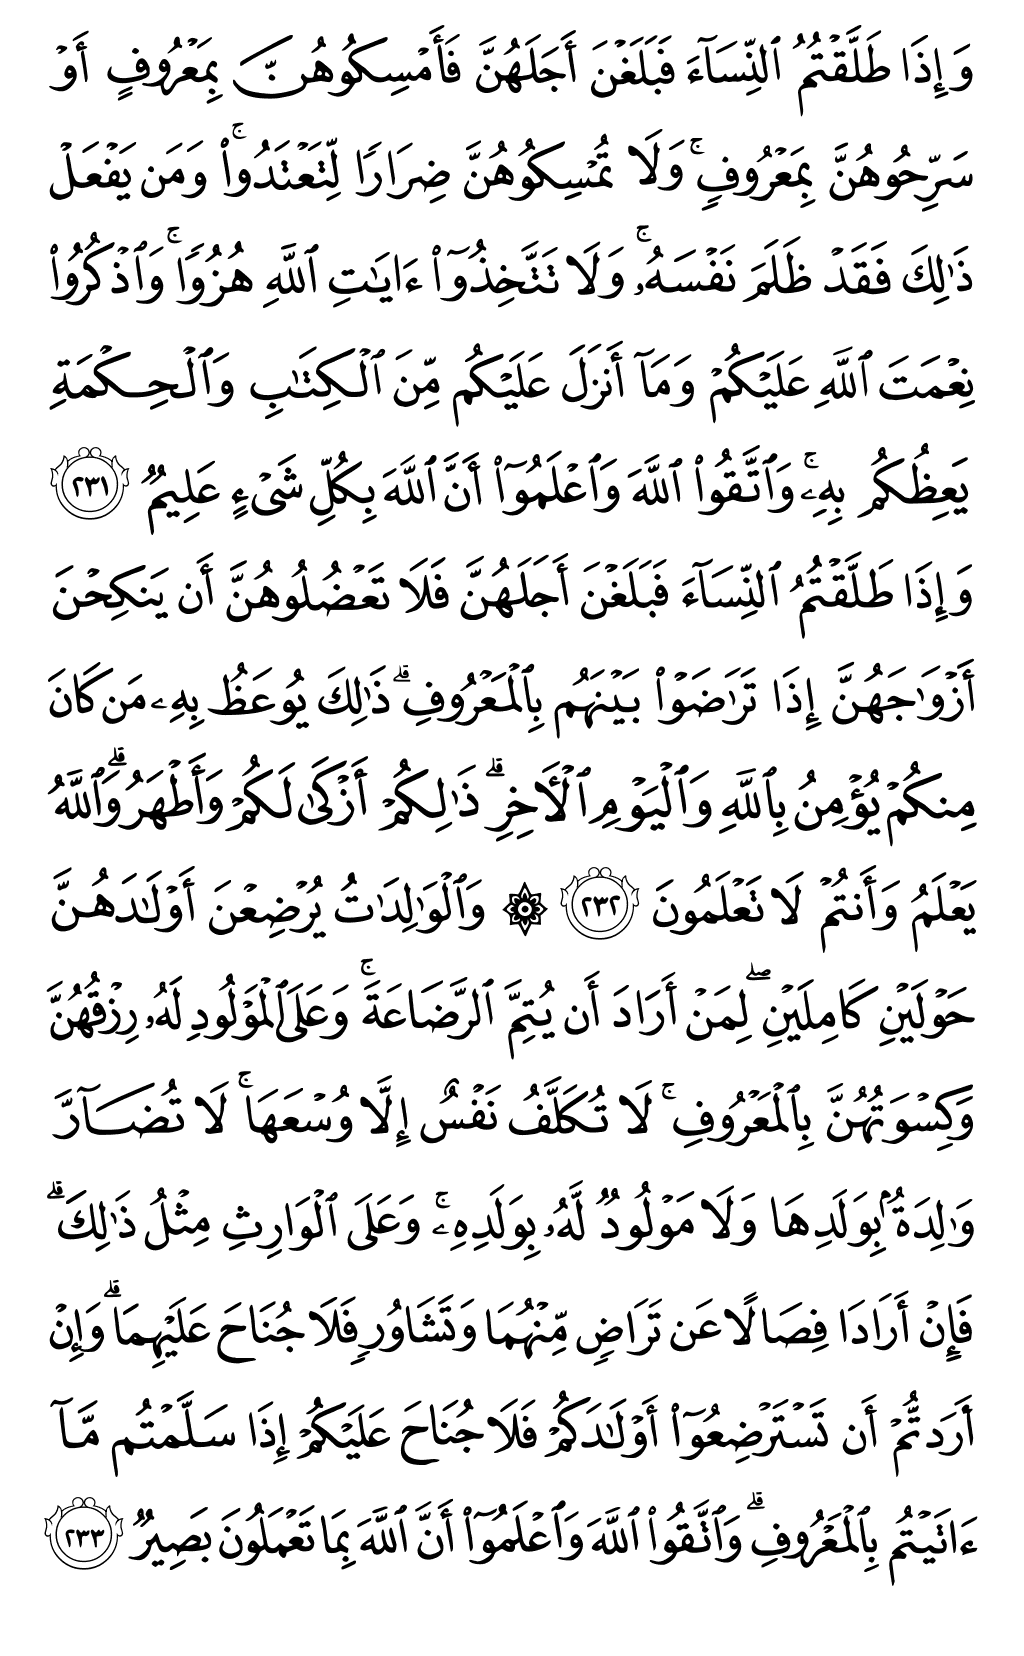 وَإِذَا طَلَّقْتُمُ ٱلنِّسَآءَ فَبَلَغْنَ أَجَلَهُنَّ فَأَمْسِكُوهُنَّ بِمَعْرُوفٍ أَوْ
سَرِّحُوهُنَّ بِمَعْرُوفٍ ۚ وَلَا تُمْسِكُوهُنَّ ضِرَارًا لِّتَعْتَدُوا۟ ۚ وَمَن يَفْعَلْ
ذَٰلِكَ فَقَدْ ظَلَمَ نَفْسَهُۥ ۚ وَلَا تَتَّخِذُوٓا۟ ءَايَـٰتِ ٱللَّهِ هُزُوًا ۚ وَٱذْكُرُوا۟
نِعْمَتَ ٱللَّهِ عَلَيْكُمْ وَمَآ أَنزَلَ عَلَيْكُم مِّنَ ٱلْكِتَـٰبِ وَٱلْحِكْمَةِ
يَعِظُكُم بِهِۦ ۚ وَٱتَّقُوا۟ ٱللَّهَ وَٱعْلَمُوٓا۟ أَنَّ ٱللَّهَ بِكُلِّ شَىْءٍ عَلِيمٌ ٢٣١
وَإِذَا طَلَّقْتُمُ ٱلنِّسَآءَ فَبَلَغْنَ أَجَلَهُنَّ فَلَا تَعْضُلُوهُنَّ أَن يَنكِحْنَ
أَزْوَٰجَهُنَّ إِذَا تَرَٰضَوْا۟ بَيْنَهُم بِٱلْمَعْرُوفِ ۗ ذَٰلِكَ يُوعَظُ بِهِۦ مَن كَانَ
مِنكُمْ يُؤْمِنُ بِٱللَّهِ وَٱلْيَوْمِ ٱلْـَٔاخِرِ ۗ ذَٰلِكُمْ أَزْكَىٰ لَكُمْ وَأَطْهَرُ ۗ وَٱللَّهُ
يَعْلَمُ وَأَنتُمْ لَا تَعْلَمُونَ ٢٣٢ ۞ وَٱلْوَٰلِدَٰتُ يُرْضِعْنَ أَوْلَـٰدَهُنَّ
حَوْلَيْنِ كَامِلَيْنِ ۖ لِمَنْ أَرَادَ أَن يُتِمَّ ٱلرَّضَاعَةَ ۚ وَعَلَى ٱلْمَوْلُودِ لَهُۥ رِزْقُهُنَّ
وَكِسْوَتُهُنَّ بِٱلْمَعْرُوفِ ۚ لَا تُكَلَّفُ نَفْسٌ إِلَّا وُسْعَهَا ۚ لَا تُضَآرَّ
وَٰلِدَةٌۢ بِوَلَدِهَا وَلَا مَوْلُودٌ لَّهُۥ بِوَلَدِهِۦ ۚ وَعَلَى ٱلْوَارِثِ مِثْلُ ذَٰلِكَ ۗ
فَإِنْ أَرَادَا فِصَالًا عَن تَرَاضٍ مِّنْهُمَا وَتَشَاوُرٍ فَلَا جُنَاحَ عَلَيْهِمَا ۗ وَإِنْ
أَرَدتُّمْ أَن تَسْتَرْضِعُوٓا۟ أَوْلَـٰدَكُمْ فَلَا جُنَاحَ عَلَيْكُمْ إِذَا سَلَّمْتُم مَّآ
ءَاتَيْتُم بِٱلْمَعْرُوفِ ۗ وَٱتَّقُوا۟ ٱللَّهَ وَٱعْلَمُوٓا۟ أَنَّ ٱللَّهَ بِمَا تَعْمَلُونَ بَصِيرٌ ٢٣٣